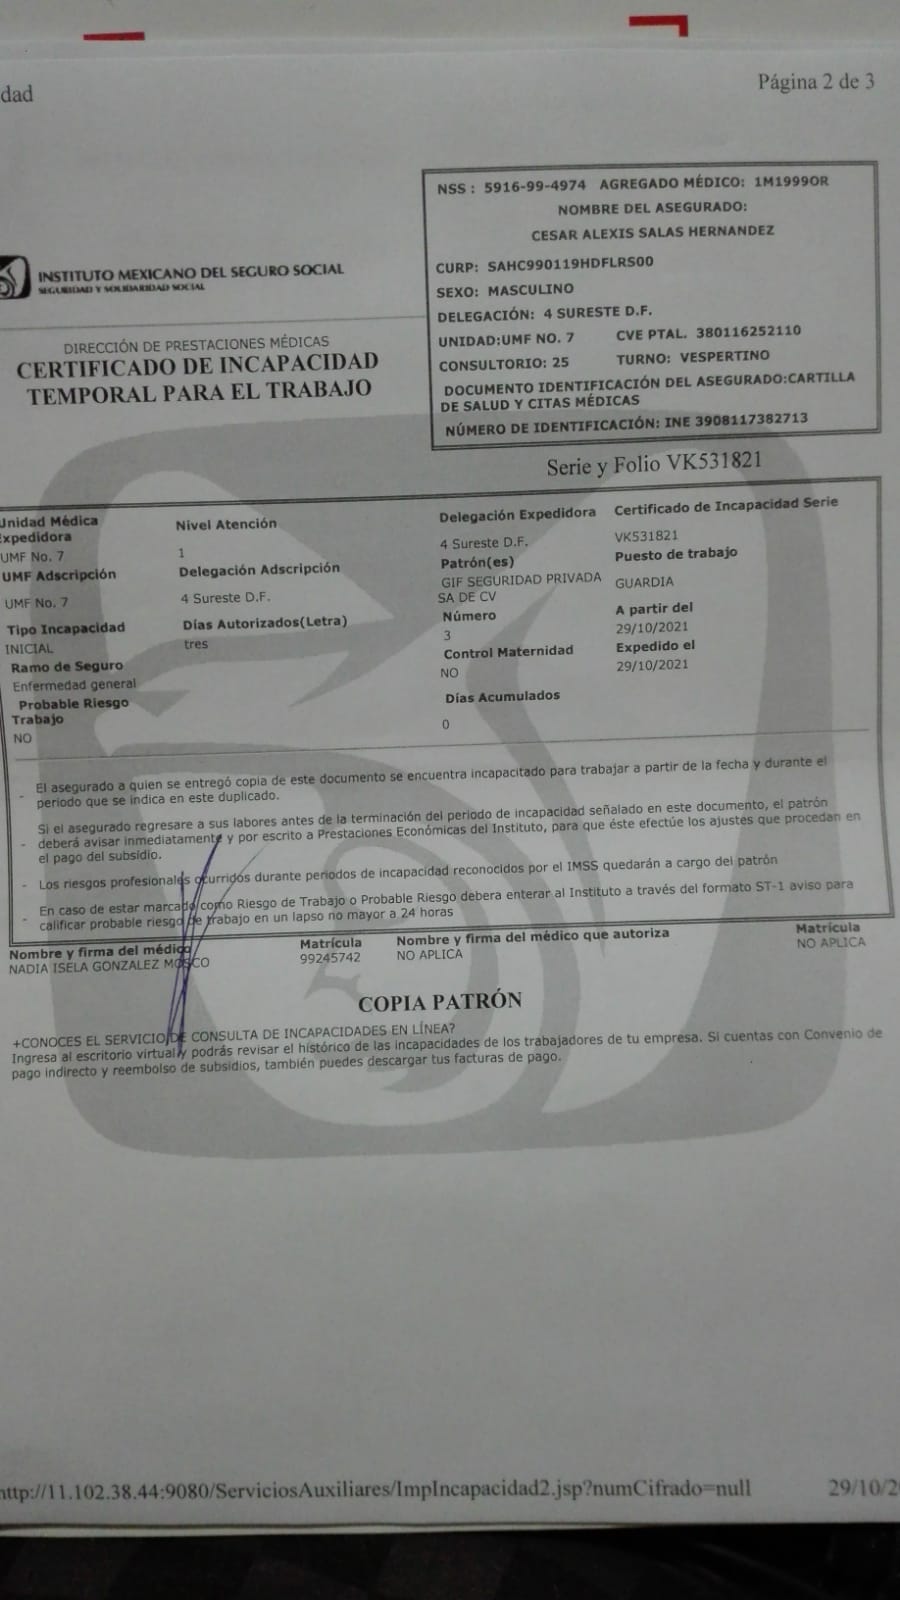 dad
Página 2 de 3
NSS : 5916-99-4974 AGREGADO MÉDICO: 1M1999OR
NOMBRE DEL ASEGURADO:
CESAR ALEXIS SALAS HERNANDEZ
CURP: SAHC990119HDFLRS00
SEXO: MASCULINO
DELEGACIÓN: 4 SURESTE D.F.
UNIDAD:UMF NO. 7 CVE PTAL. 380116252110
CONSULTORIO: 25 TURNO: VESPERTINO
DOCUMENTO IDENTIFICACIÓN DEL ASEGURADO:CARTILLA
DE SALUD Y CITAS MÉDICAS
NÚMERO DE IDENTIFICACIÓN: INE 3908117382713
INSTITUTO MEXICANO DEL SEGURO SOCIAL
SEGURIDAD Y SOLIDARIDAD SOCIAL
DIRECCIÓN DE PRESTACIONES MÉDICAS
CERTIFICADO DE INCAPACIDAD
TEMPORAL PARA EL TRABAJO
Serie y Folio VK531821
Unidad Médica
Expedidora
UMF No. 7
Nivel Atención
1
Delegación Expedidora
4 Sureste D.F.
Certificado de Incapacidad Serie
VK531821
UMF Adscripción
UMF No. 7
Delegación Adscripción
4 Sureste D.F.
Patrón(es)
GIF SEGURIDAD PRIVADA
SA DE CV
Puesto de trabajo
GUARDIA
Tipo Incapacidad
INICIAL
Días Autorizados(Letra)
tres
Número
3
A partir del
29/10/2021
Ramo de Seguro
Enfermedad general
Control Maternidad
NO
Expedido el
29/10/2021
Probable Riesgo
Trabajo
NO
Días Acumulados
0
- El asegurado a quien se entregó copia de este documento se encuentra incapacitado para trabajar a partir de la fecha y durante el
periodo que se indica en este duplicado.
Si el asegurado regresare a sus labores antes de la terminación del periodo de incapacidad señalado en este documento, el patrón
- deberá avisar inmediatamente y por escrito a Prestaciones Económicas del Instituto, para que éste efectúe los ajustes que procedan en
el pago del subsidio.
- Los riesgos profesionales ocurridos durante periodos de incapacidad reconocidos por el IMSS quedarán a cargo del patrón
- En caso de estar marcado como Riesgo de Trabajo o Probable Riesgo debera enterar al Instituto a través del formato ST-1 aviso para
calificar probable riesgo de trabajo en un lapso no mayor a 24 horas
Nombre y firma del médico
NADIA ISELA GONZALEZ MOSCO
Matrícula
99245742
Nombre y firma del médico que autoriza
NO APLICA
Matrícula
NO APLICA
COPIA PATRÓN
+CONOCES EL SERVICIO DE CONSULTA DE INCAPACIDADES EN LÍNEA?
Ingresa al escritorio virtual y podrás revisar el histórico de las incapacidades de los trabajadores de tu empresa. Si cuentas con Convenio de
pago indirecto y reembolso de subsidios, también puedes descargar tus facturas de pago.
http://11.102.38.44:9080/ServiciosAuxiliares/ImpIncapacidad2.jsp?numCifrado=null
29/10/2